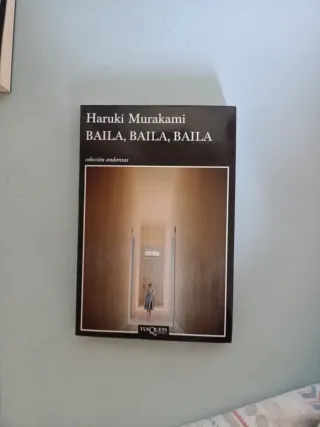 Haruki Murakami
BAILA, BAILA, BAILA
colección andanzas
TUSQUETS